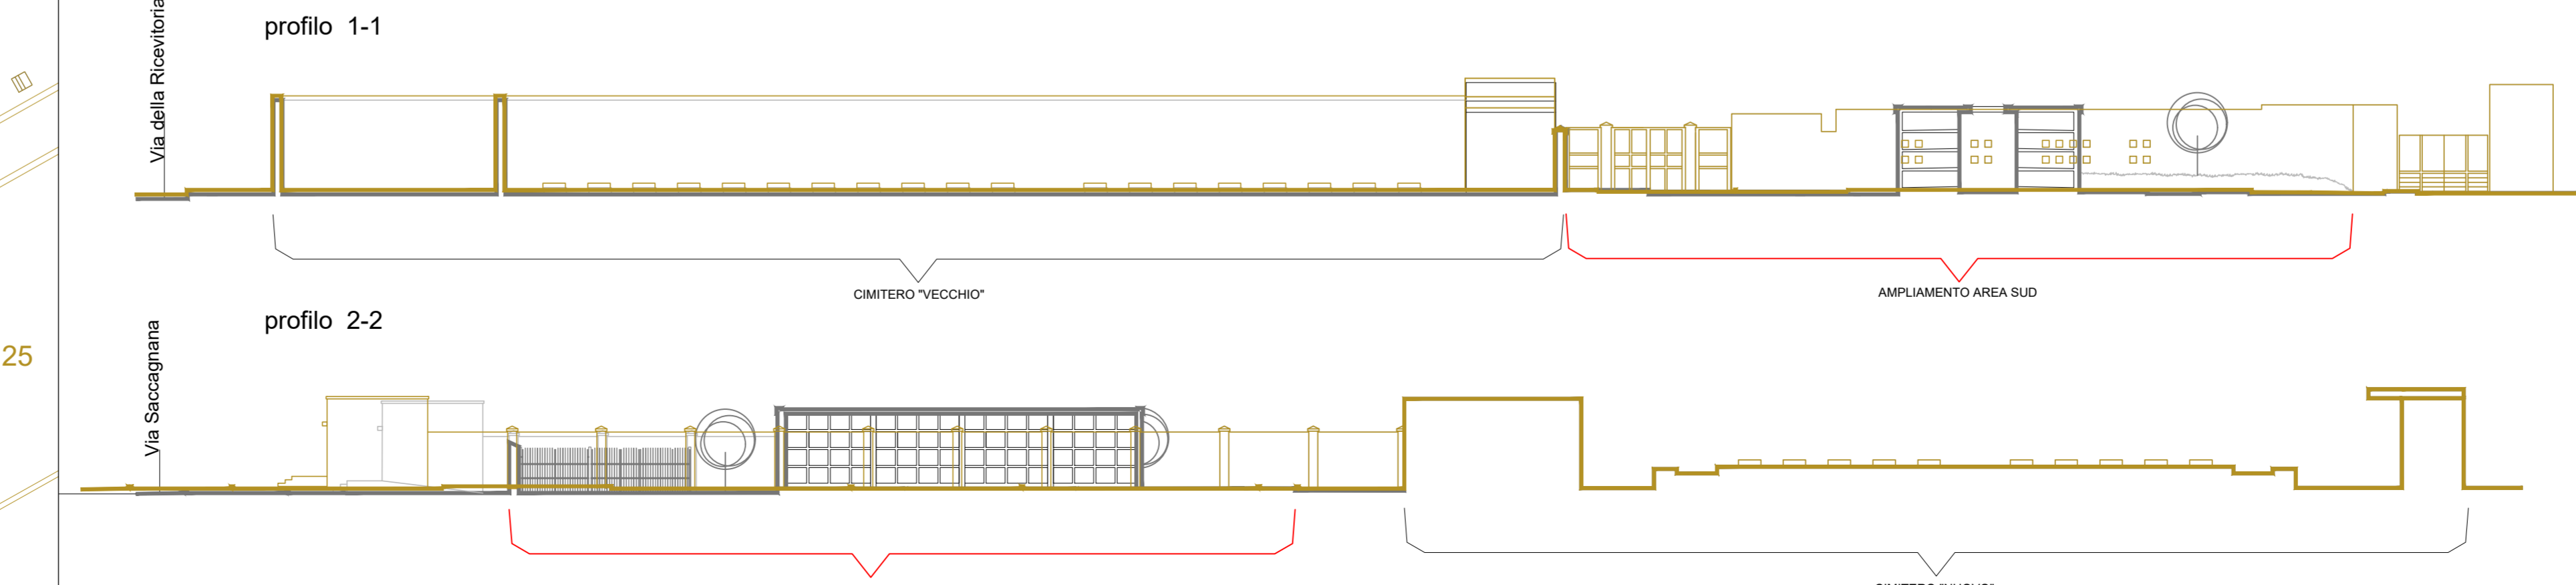 profilo 1-1
Via della Ricevitoria
CIMITERO "VECCHIO"
AMPLIAMENTO AREA SUD
profilo 2-2
25
Via Saccagnana